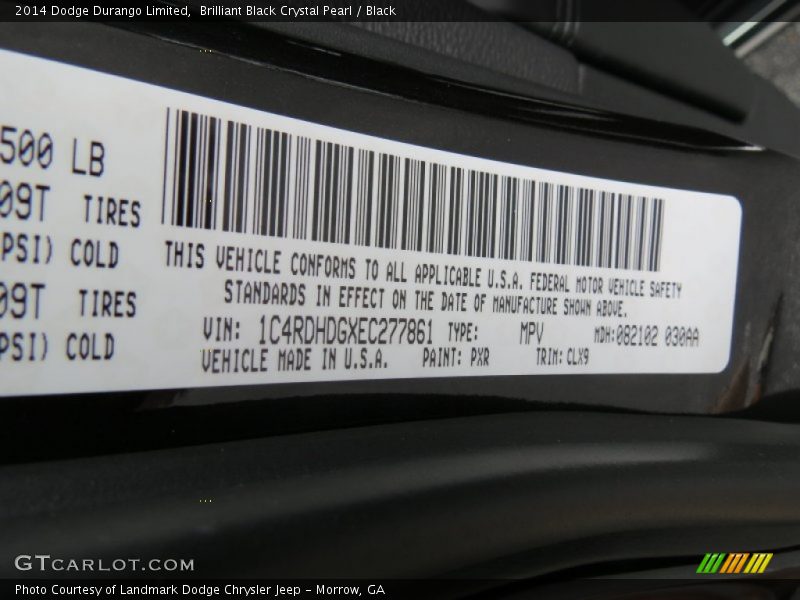 2014 Dodge Durango Limited, Brilliant Black Crystal Pearl / Black
500 LB
09T TIRES
PSI) COLD
09T TIRES
PSI) COLD
THIS VEHICLE CONFORMS TO ALL APPLICABLE U.S.A. FEDERAL MOTOR VEHICLE SAFETY
STANDARDS IN EFFECT ON THE DATE OF MANUFACTURE SHOWN ABOVE.
VIN: 1C4RDHDGXEC277861 TYPE: MPV MDH:082102 030AA
VEHICLE MADE IN U.S.A. PAINT: PXR TRIM: CLX9
GTCARLOT.COM
Photo Courtesy of Landmark Dodge Chrysler Jeep - Morrow, GA